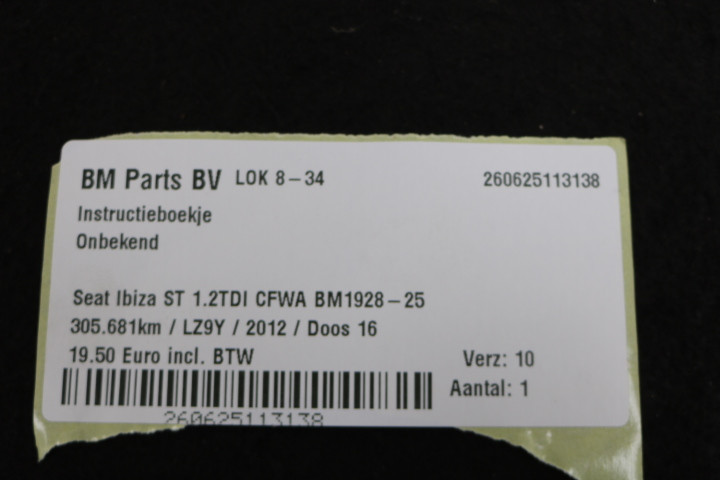 BM Parts BV LOK 8-34 260625113138
Instructieboekje
Onbekend
Seat Ibiza ST 1.2TDI CFWA BM1928-25
305.681km / LZ9Y / 2012 / Doos 16
19.50 Euro incl. BTW Verz: 10
Aantal: 1
260625113138